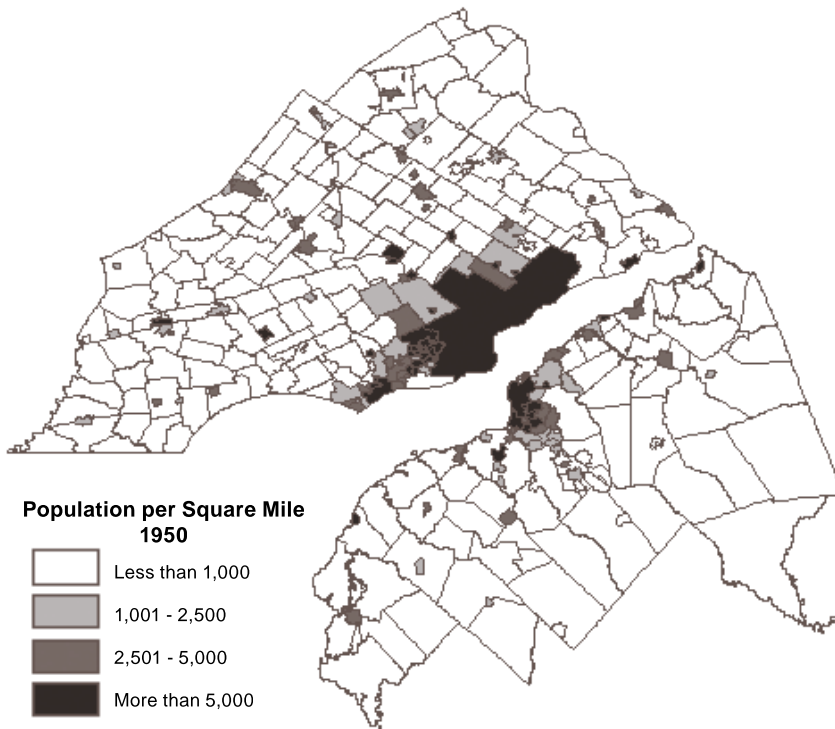 Population per Square Mile
1950
Less than 1,000
1,001 - 2,500
2,501 - 5,000
More than 5,000